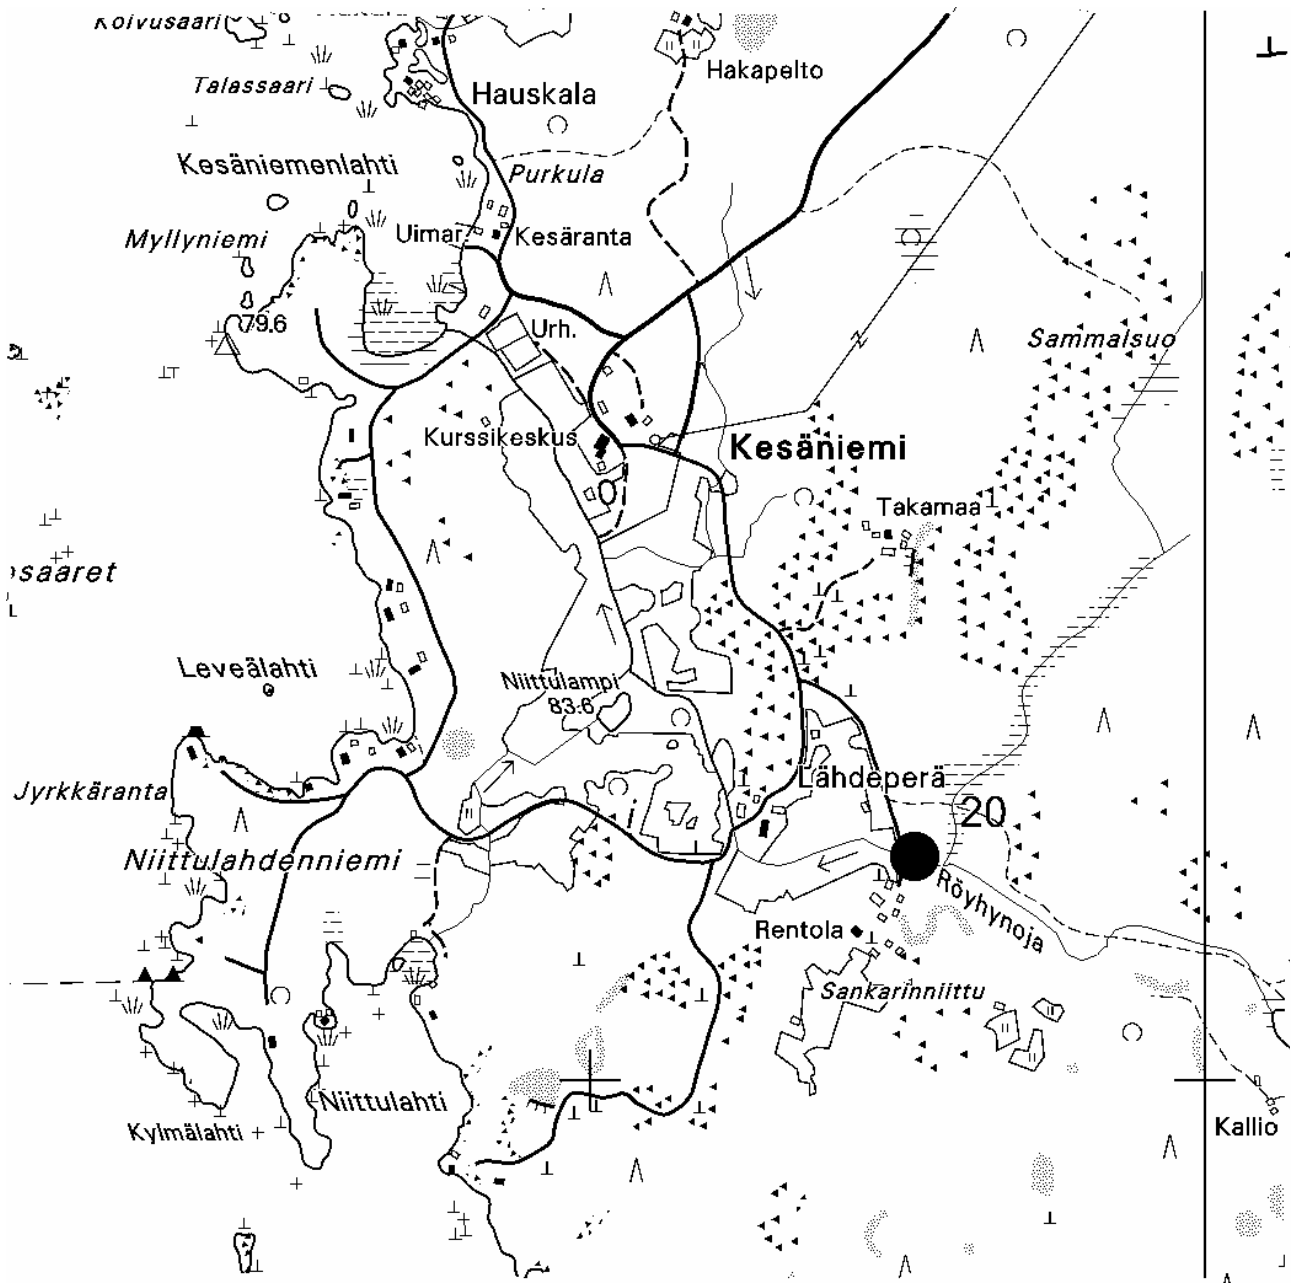 Koivusaari
Hakapelto
Talassaari
Hauskala
Kesäniemenlahti
Purkula
Myllyniemi
Uimar.
Kesäranta
79.6
Urh.
Sammalsuo
Z
Kurssikeskus
Kesäniemi
Takamaa
saaret
Leveälahti
Niittulampi
83.6
Lähdeperä
Jyrkkäranta
20
Niittulahdenniemi
Röyhynoja
Rentola
Sankarinniittu
Niittulahti
Kylmälahti
Kallio